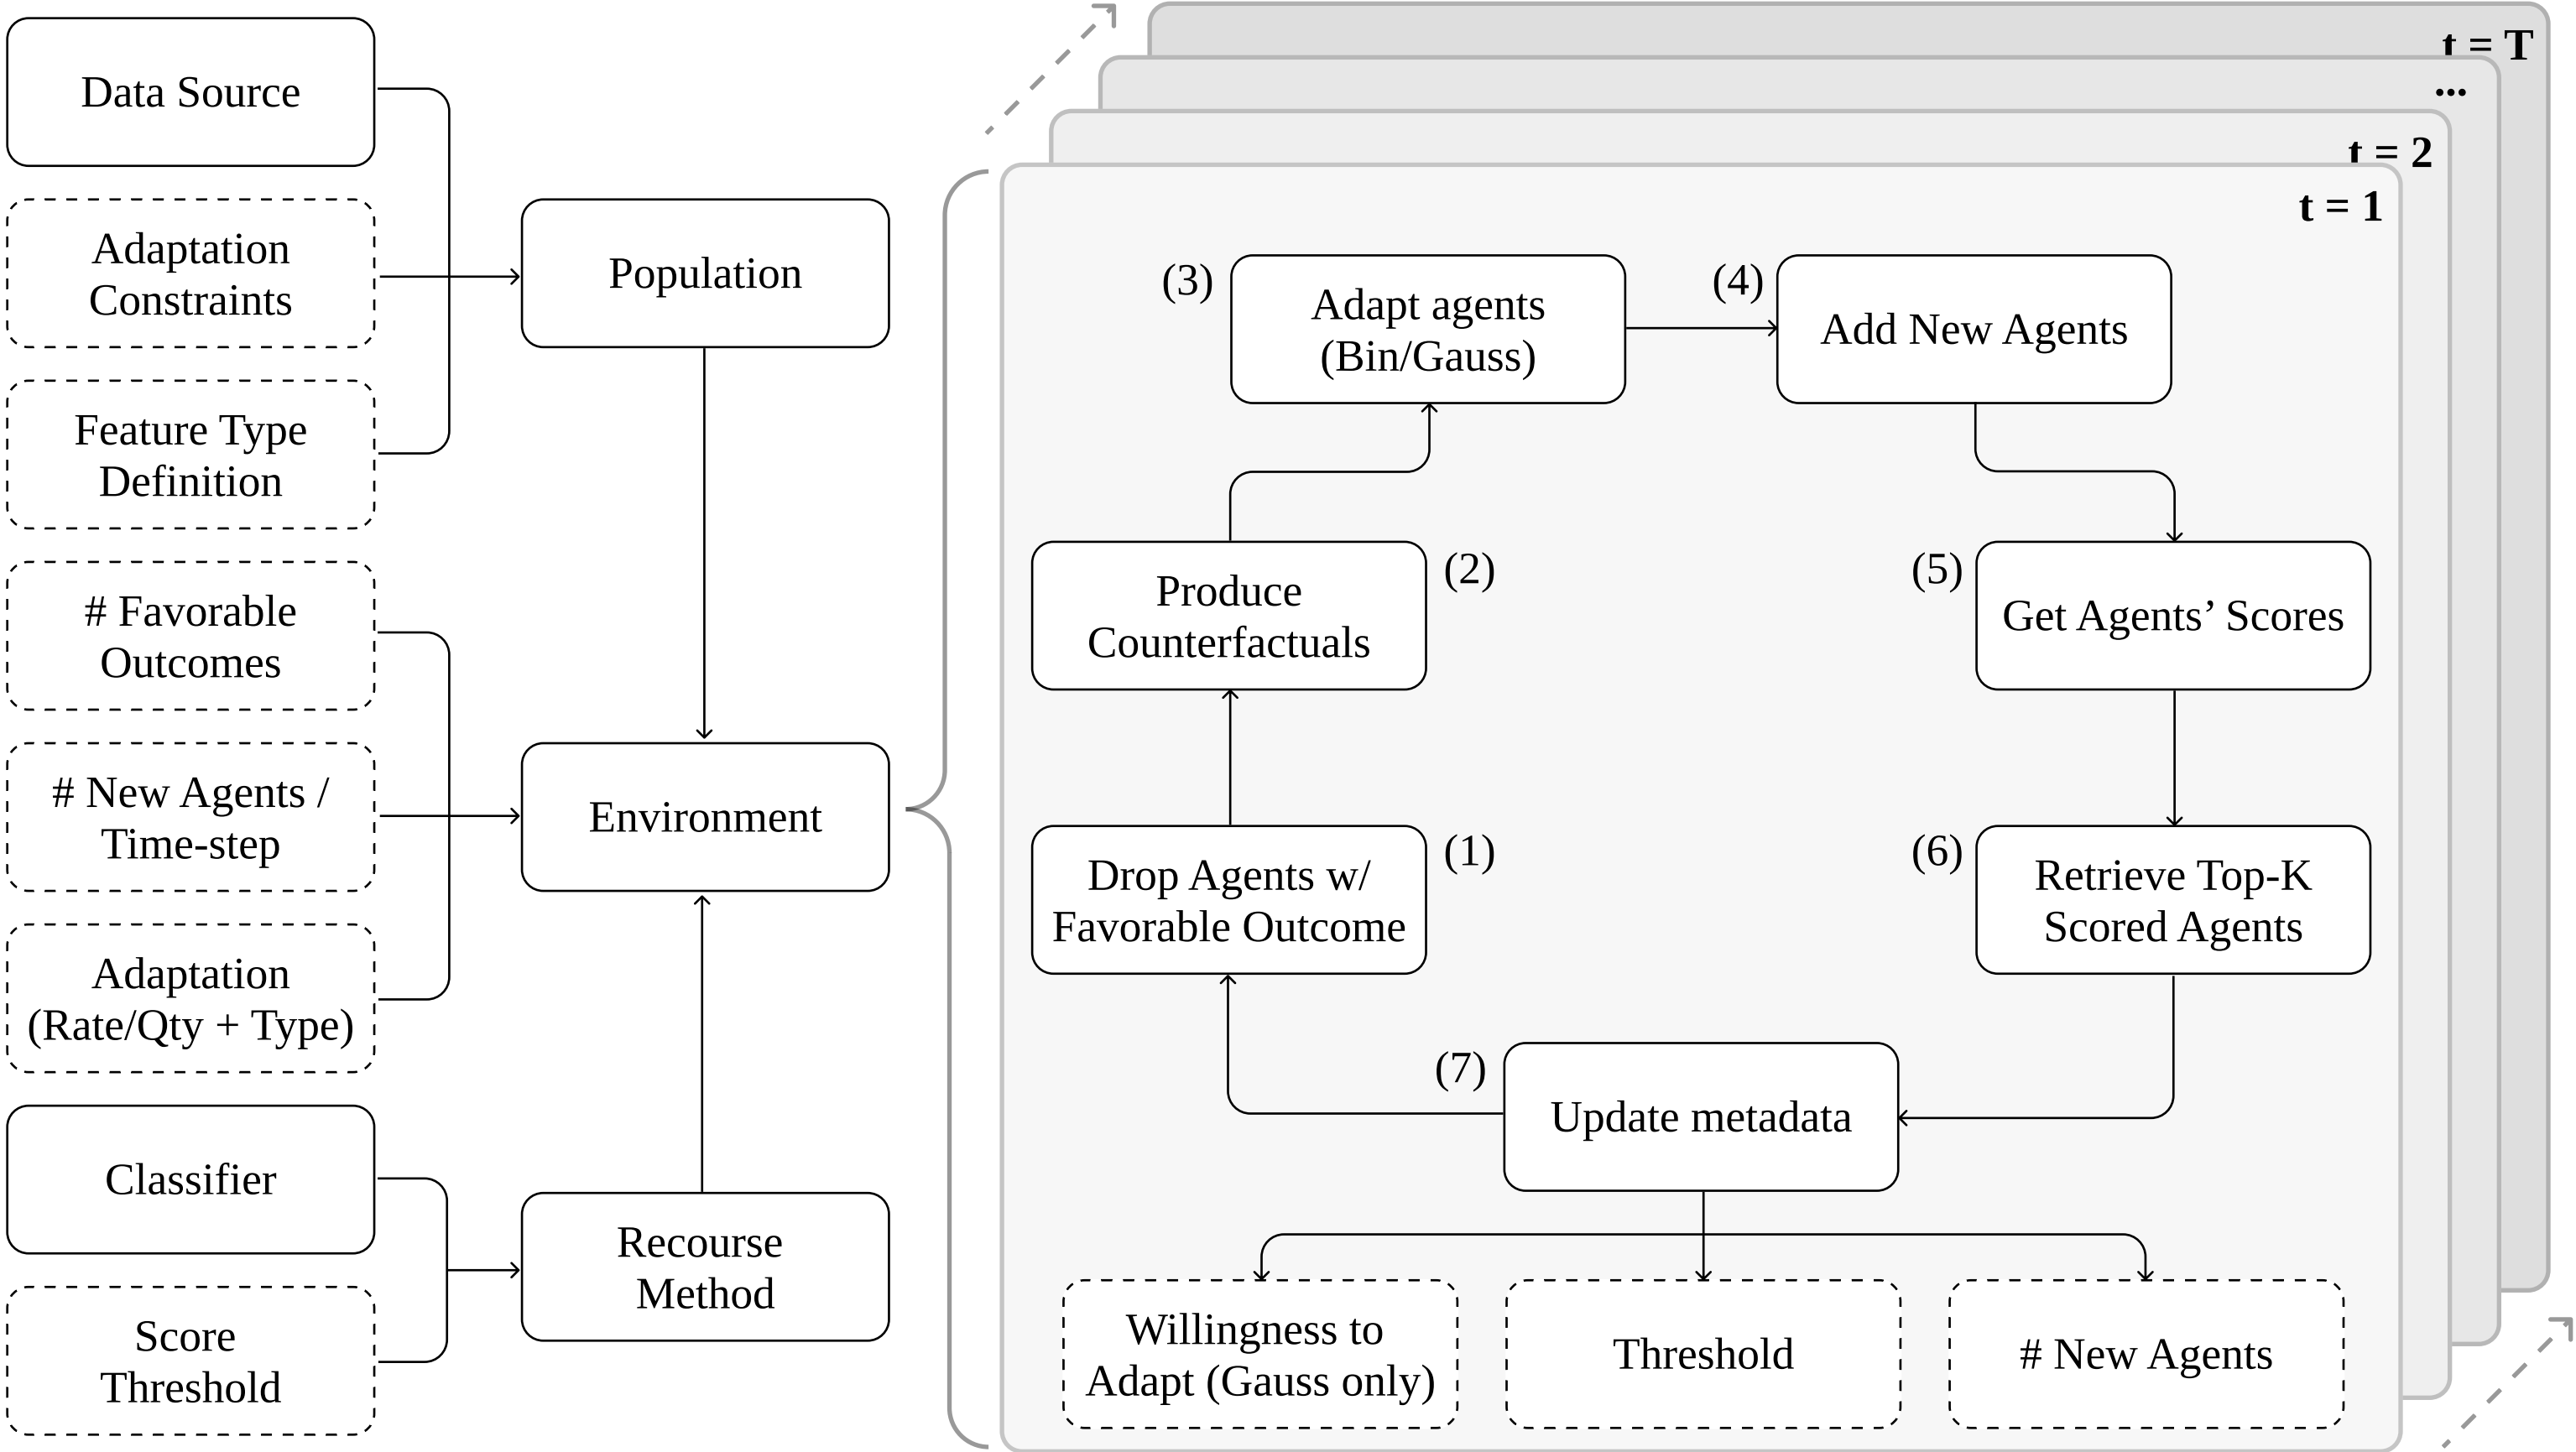 Data Source
Adaptation
Constraints
Feature Type
Definition
# Favorable
Outcomes
# New Agents /
Time-step
Adaptation
(Rate/Qty + Type)
Classifier
Score
Threshold
Population
Environment
Recourse
Method
t = T
...
t = 2
t = 1
(3)
Adapt agents
(Bin/Gauss)
(4)
Add New Agents
Produce
Counterfactuals
(2)
(5)
Get Agents’ Scores
Drop Agents w/
Favorable Outcome
(1)
(6)
Retrieve Top-K
Scored Agents
(7)
Update metadata
Willingness to
Adapt (Gauss only)
Threshold
# New Agents